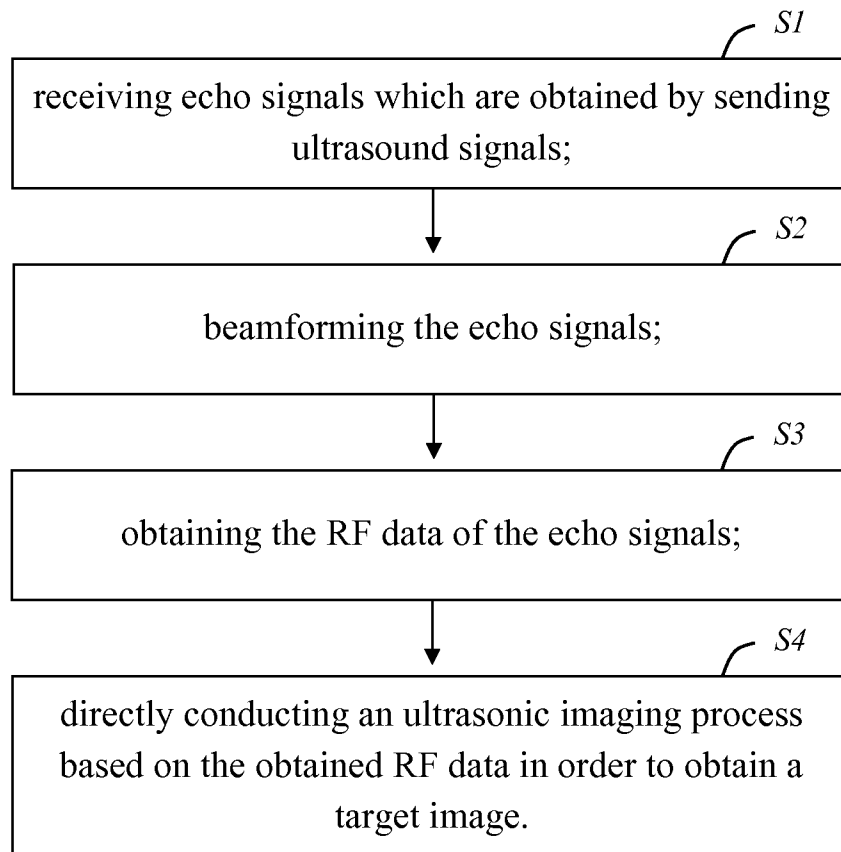 S1
receiving echo signals which are obtained by sending
ultrasound signals;
S2
beamforming the echo signals;
S3
obtaining the RF data of the echo signals;
S4
directly conducting an ultrasonic imaging process
based on the obtained RF data in order to obtain a
target image.